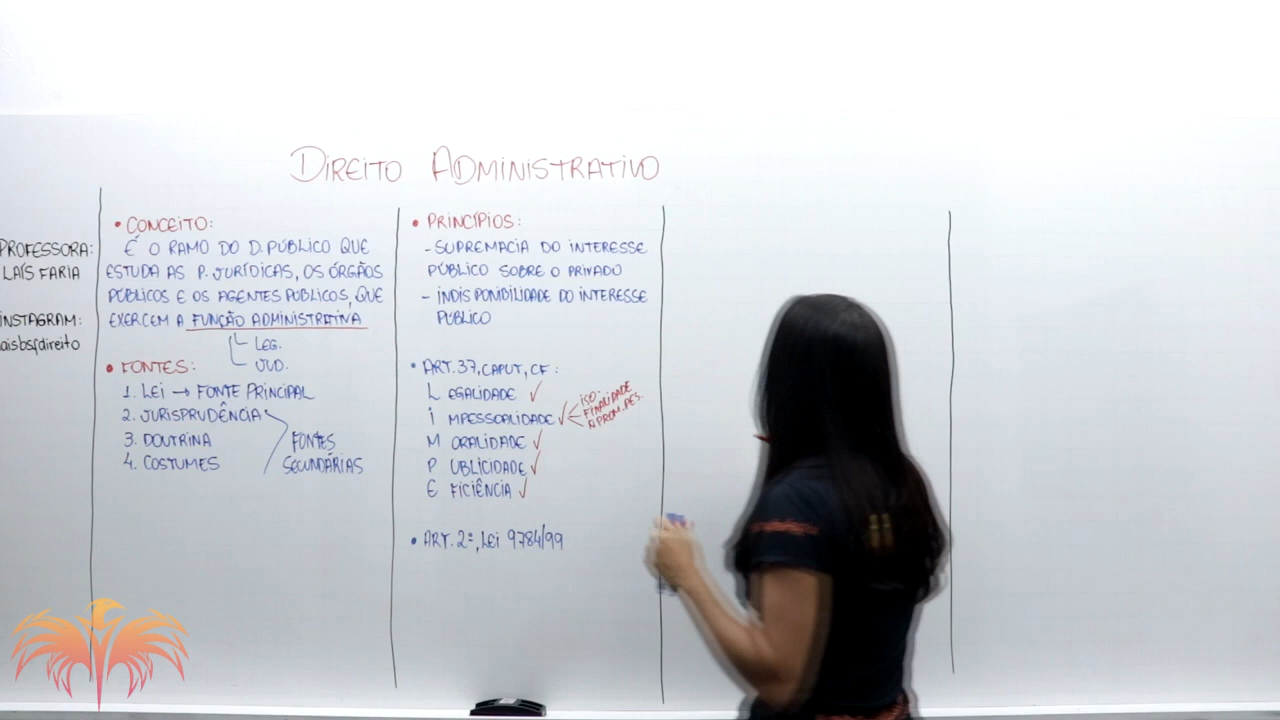 DIREITO ADMINISTRATIVO
PROFESSORA:
LAÍS FARIA
INSTAGRAM:
laisbsfdireito
• CONCEITO:
É O RAMO DO D. PÚBLICO QUE
ESTUDA AS P. JURÍDICAS, OS ÓRGÃOS
PÚBLICOS E OS AGENTES PÚBLICOS, QUE
EXERCEM A FUNÇÃO ADMINISTRATIVA
LEG.
JUD.
• FONTES:
1. LEI → FONTE PRINCIPAL
2. JURISPRUDÊNCIA
3. DOUTRINA
4. COSTUMES
FONTES
SECUNDÁRIAS
• PRINCÍPIOS:
- SUPREMACIA DO INTERESSE
PÚBLICO SOBRE O PRIVADO
- INDISPONIBILIDADE DO INTERESSE
PÚBLICO
• ART. 37, CAPUT, CF:
L EGALIDADE ✓
I MPESSOALIDADE ✓
ISO.
FINALIDADE
Ñ PROM. PES.
M ORALIDADE ✓
P UBLICIDADE ✓
E FICIÊNCIA ✓
• ART. 2º, LEI 9784/99